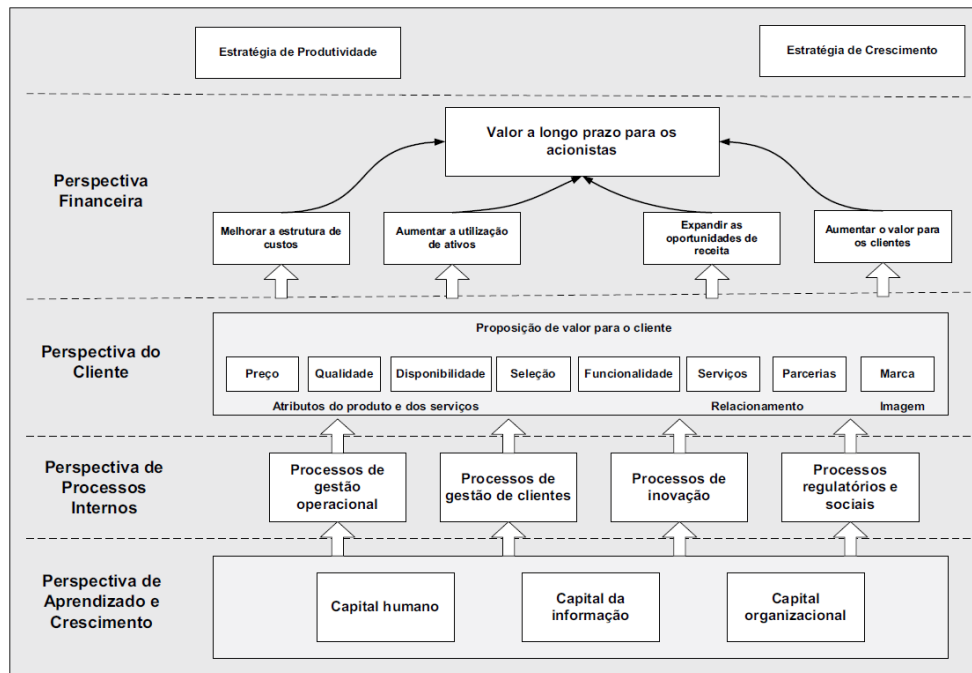 Estratégia de Produtividade
Estratégia de Crescimento
Perspectiva
Financeira
Valor a longo prazo para os
acionistas
Melhorar a estrutura de
custos
Aumentar a utilização
de ativos
Expandir as
oportunidades de
receita
Aumentar o valor para
os clientes
Perspectiva do
Cliente
Proposição de valor para o cliente
Preço
Qualidade
Disponibilidade
Seleção
Funcionalidade
Serviços
Parcerias
Marca
Atributos do produto e dos serviços
Relacionamento
Imagem
Perspectiva de
Processos
Internos
Processos de
gestão
operacional
Processos de
gestão de clientes
Processos de
inovação
Processos
regulatórios e
sociais
Perspectiva de
Aprendizado e
Crescimento
Capital humano
Capital da
informação
Capital
organizacional